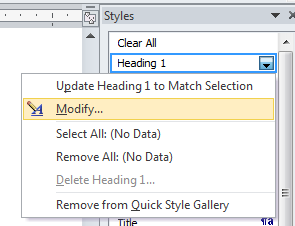 Styles
Clear All
Heading 1
Update Heading 1 to Match Selection
Modify...
Select All: (No Data)
Remove All: (No Data)
Delete Heading 1...
Remove from Quick Style Gallery
Title